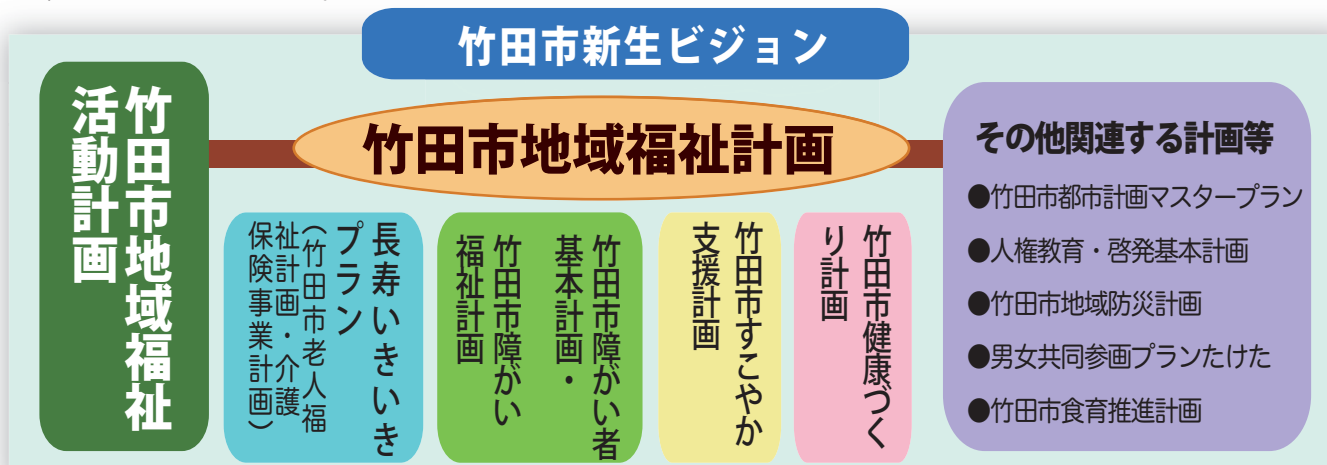 竹田市新生ビジョン
竹田市地域福祉
活動計画
竹田市地域福祉計画
長寿いきいき
プラン
（竹田市老人福
祉計画・介護
保険事業計画）
竹田市障がい者
基本計画・
竹田市障がい
福祉計画
竹田市すこやか
支援計画
竹田市健康づく
り計画
その他関連する計画等
●竹田市都市計画マスタープラン
●人権教育・啓発基本計画
●竹田市地域防災計画
●男女共同参画プランたけた
●竹田市食育推進計画